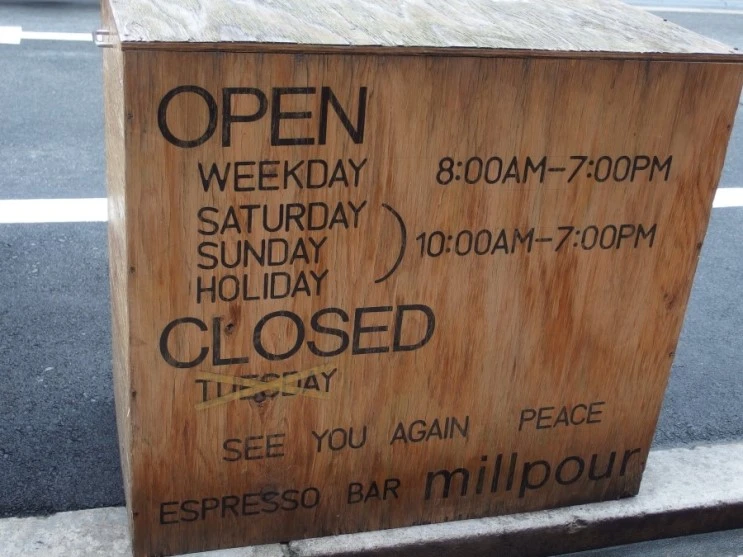 OPEN
WEEKDAY 8:00AM-7:00PM
SATURDAY
SUNDAY 10:00AM-7:00PM
HOLIDAY
CLOSED
TUESDAY
SEE YOU AGAIN PEACE
ESPRESSO BAR millpour